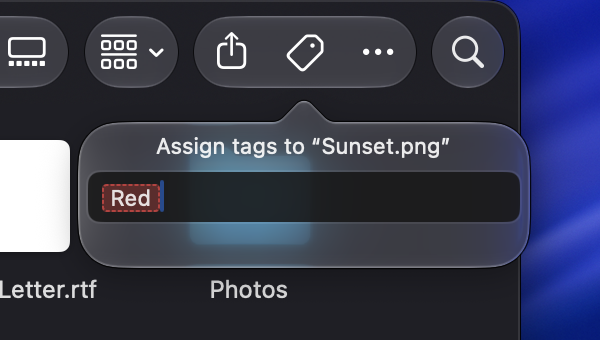 Assign tags to “Sunset.png”
Red
Letter.rtf
Photos